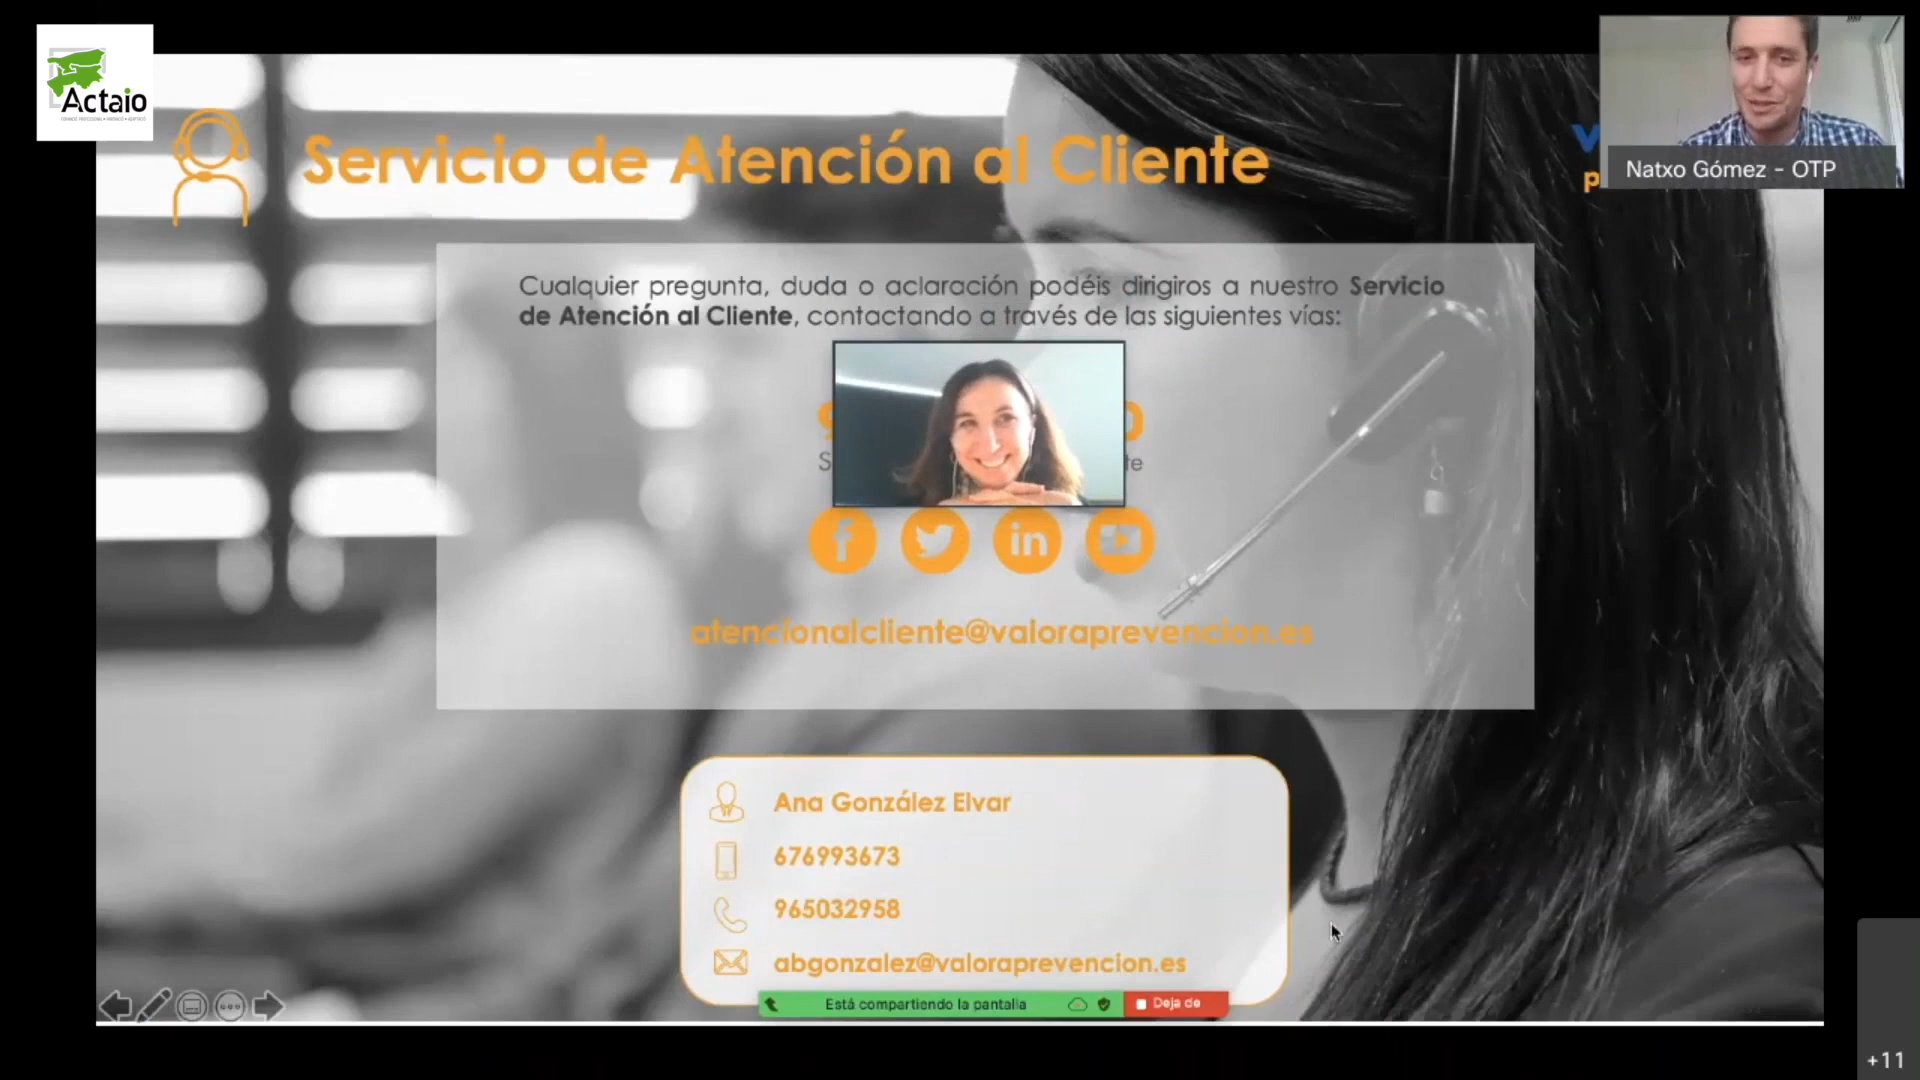 Actaio
Servicio de Atención al Cliente
Natxo Gómez - OTP
Cualquier pregunta, duda o aclaración podéis dirigiros a nuestro Servicio
de Atención al Cliente, contactando a través de las siguientes vías:
atencionalcliente@valoraprevencion.es
Ana González Elvar
676993673
965032958
abgonzalez@valoraprevencion.es
Está compartiendo la pantalla
Deja de
+11